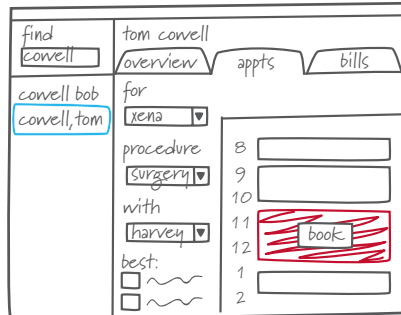 find
cowell
cowell bob
cowell, tom
tom cowell
overview
appts
bills
for
xena
procedure
surgery
with
harvey
best:
8
9
10
11
12
1
2
book